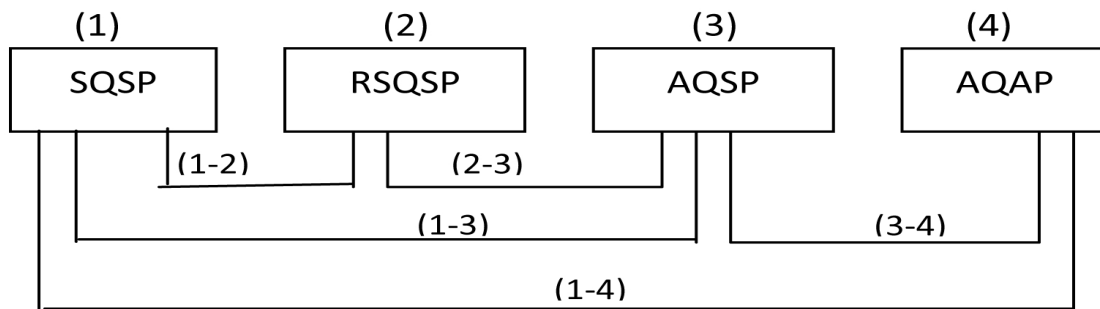 (1) (2) (3) (4)
SQSP RSQSP AQSP AQAP
(1-2) (2-3)
(1-3) (3-4)
(1-4)